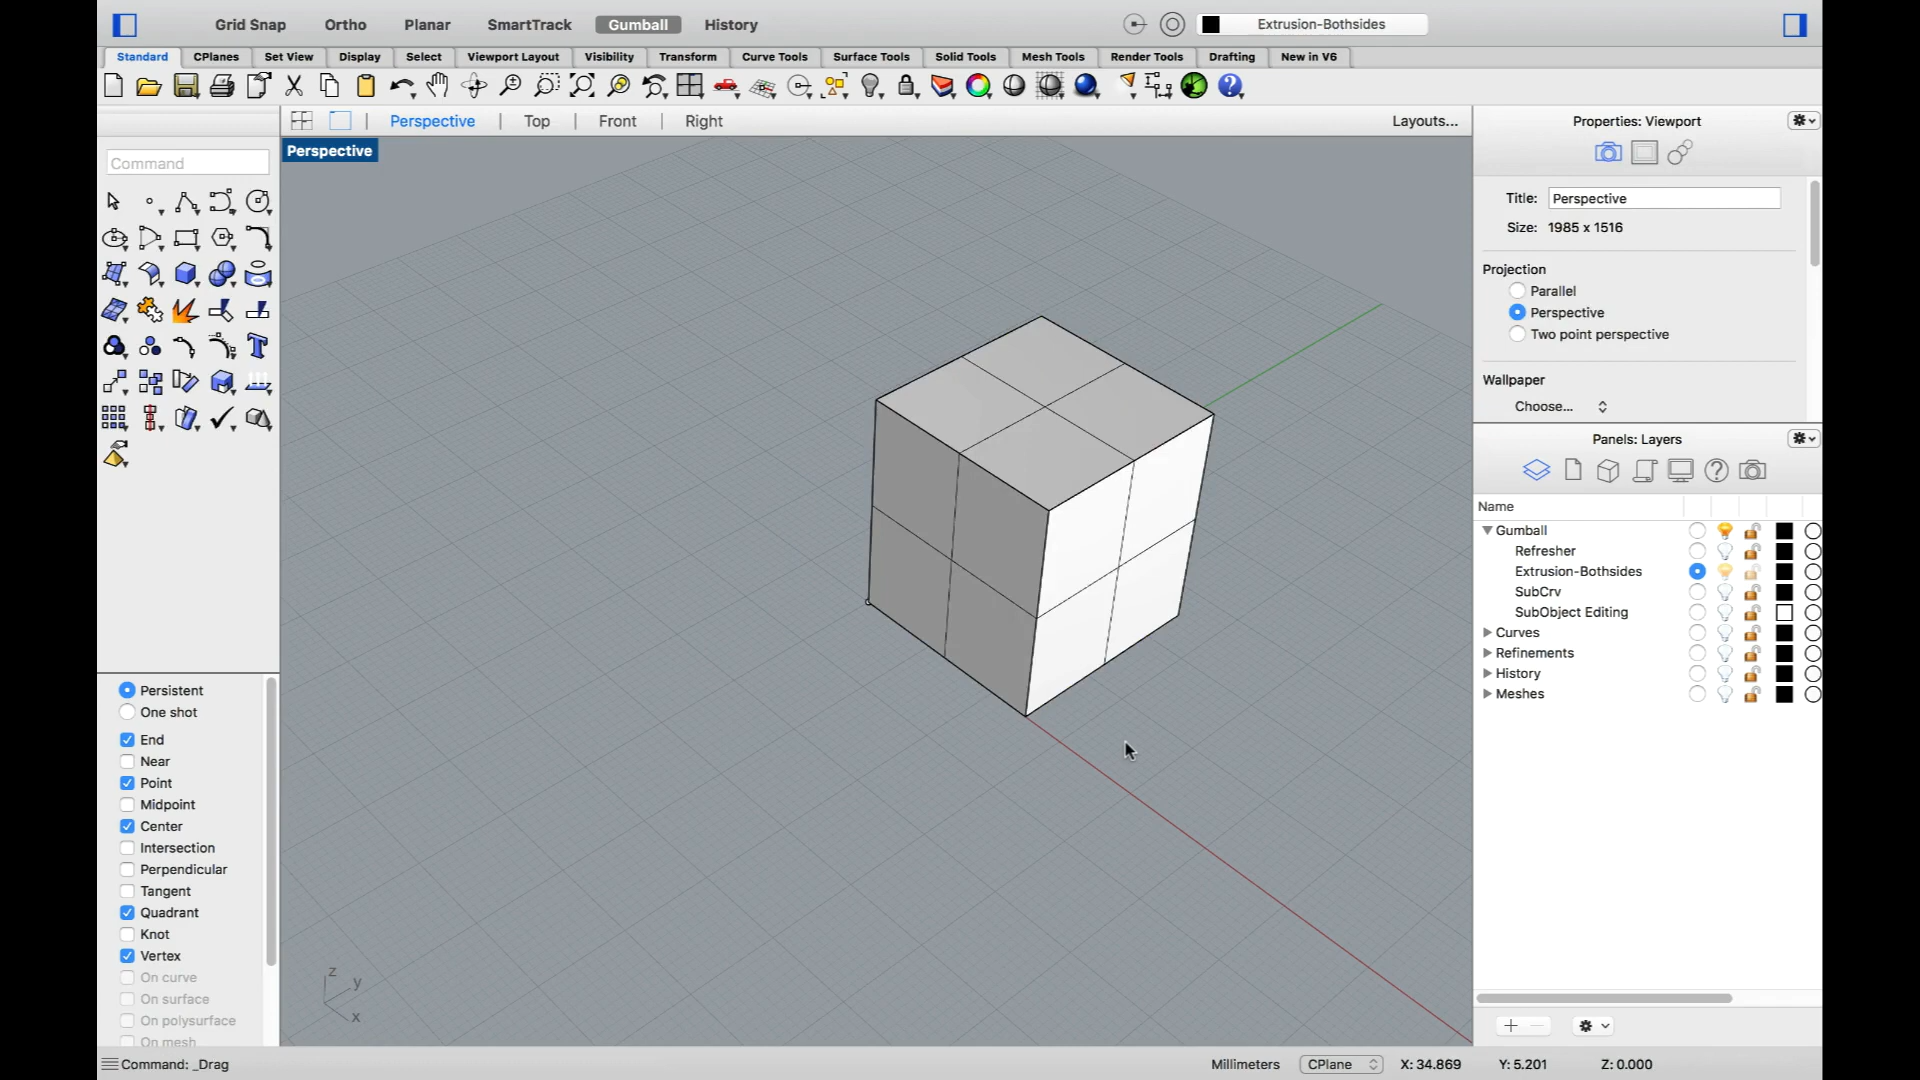 Grid Snap Ortho Planar SmartTrack Gumball History Extrusion-Bothsides
Standard CPlanes Set View Display Select Viewport Layout Visibility Transform Curve Tools Surface Tools Solid Tools Mesh Tools Render Tools Drafting New in V6
Perspective Top Front Right Layouts...
Perspective
Command
Persistent
One shot
End
Near
Point
Midpoint
Center
Intersection
Perpendicular
Tangent
Quadrant
Knot
Vertex
On curve
On surface
On polysurface
On mesh
z
y
x
Properties: Viewport
Title: Perspective
Size: 1985 x 1516
Projection
Parallel
Perspective
Two point perspective
Wallpaper
Choose...
Panels: Layers
Name
Gumball
Refresher
Extrusion-Bothsides
SubCrv
SubObject Editing
Curves
Refinements
History
Meshes
Command: _Drag Millimeters CPlane X: 34.869 Y: 5.201 Z: 0.000